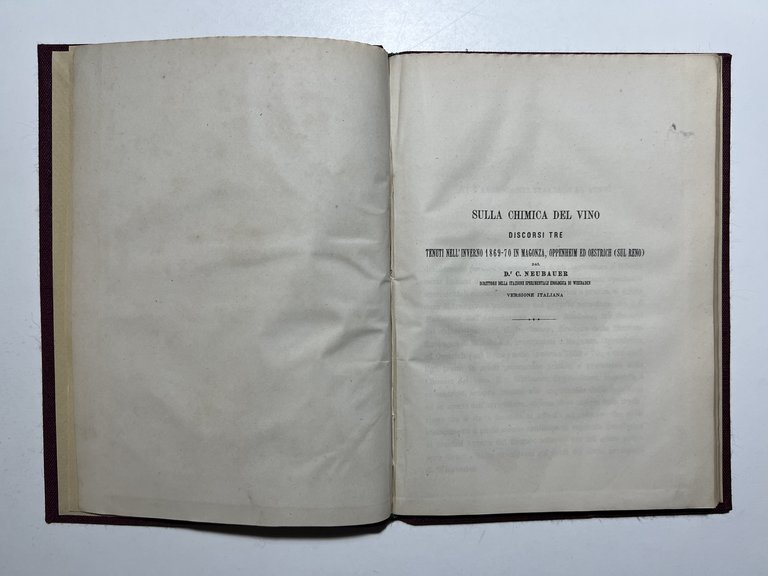 SULLA CHIMICA DEL VINO
DISCORSI TRE
TENUTI NELL'INVERNO 1869-70 IN MAGONZA, OPPENHEIM ED OESTRICH (SUL RENO)
DAL
D.r C. NEUBAUER
DIRETTORE DELLA STAZIONE SPERIMENTALE ENOLOGICA DI WIESBADEN
VERSIONE ITALIANA